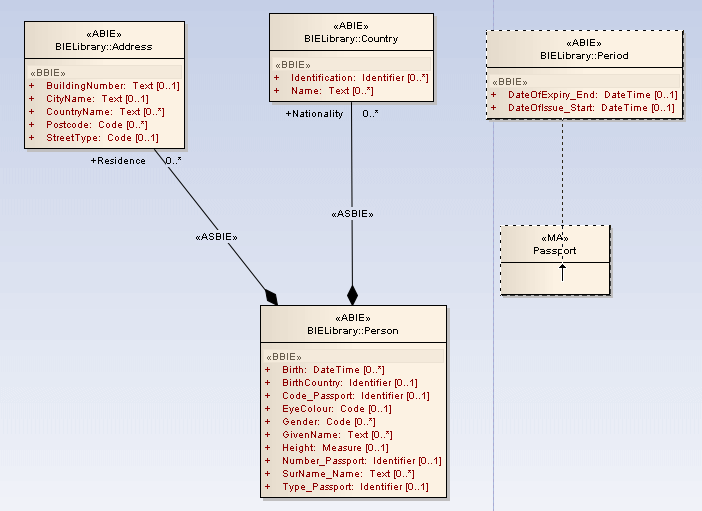 «ABIE»
BIELibrary::Address
«BBIE»
+ BuildingNumber: Text [0..1]
+ CityName: Text [0..1]
+ CountryName: Text [0..*]
+ Postcode: Code [0..*]
+ StreetType: Code [0..1]
«ABIE»
BIELibrary::Country
«BBIE»
+ Identification: Identifier [0..*]
+ Name: Text [0..*]
«ABIE»
BIELibrary::Period
«BBIE»
+ DateOfExpiry_End: DateTime [0..1]
+ DateOfIssue_Start: DateTime [0..1]
+Residence 0..*
+Nationality 0..*
«ASBIE»
«ASBIE»
«MA»
Passport
«ABIE»
BIELibrary::Person
«BBIE»
+ Birth: DateTime [0..*]
+ BirthCountry: Identifier [0..1]
+ Code_Passport: Identifier [0..1]
+ EyeColour: Code [0..1]
+ Gender: Code [0..*]
+ GivenName: Text [0..*]
+ Height: Measure [0..1]
+ Number_Passport: Identifier [0..1]
+ SurName_Name: Text [0..*]
+ Type_Passport: Identifier [0..1]